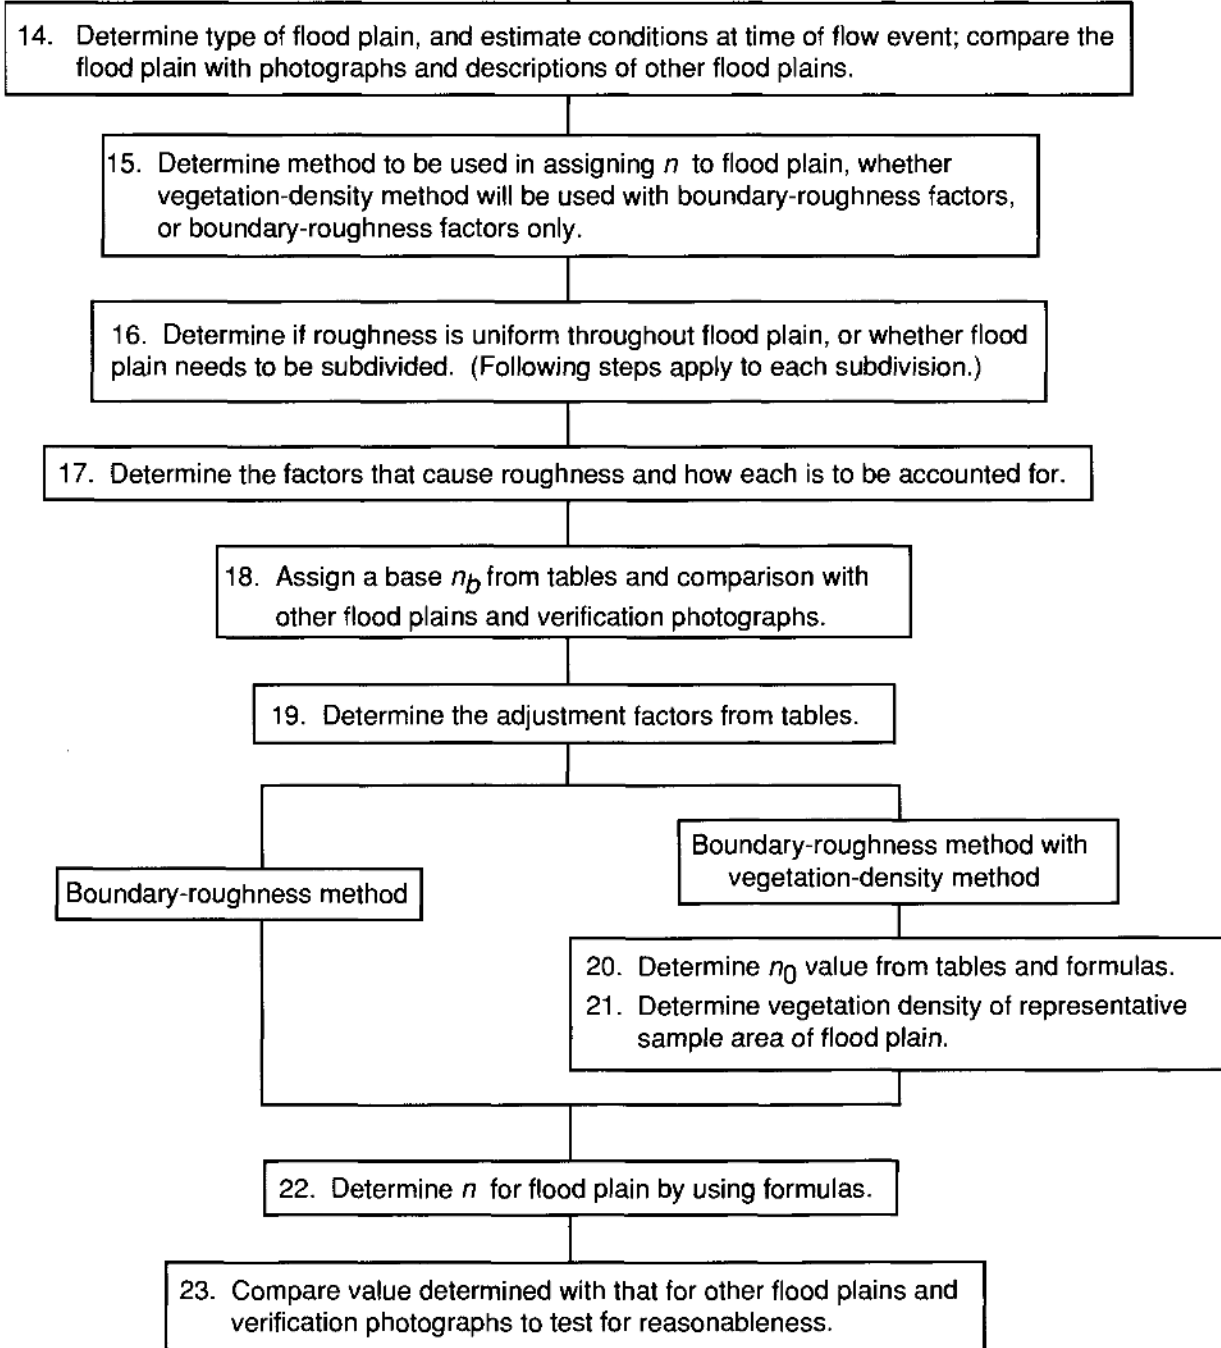 14. Determine type of flood plain, and estimate conditions at time of flow event; compare the
flood plain with photographs and descriptions of other flood plains.
15. Determine method to be used in assigning n to flood plain, whether
vegetation-density method will be used with boundary-roughness factors,
or boundary-roughness factors only.
16. Determine if roughness is uniform throughout flood plain, or whether flood
plain needs to be subdivided. (Following steps apply to each subdivision.)
17. Determine the factors that cause roughness and how each is to be accounted for.
18. Assign a base n_b from tables and comparison with
other flood plains and verification photographs.
19. Determine the adjustment factors from tables.
Boundary-roughness method
Boundary-roughness method with
vegetation-density method
20. Determine n_0 value from tables and formulas.
21. Determine vegetation density of representative
sample area of flood plain.
22. Determine n for flood plain by using formulas.
23. Compare value determined with that for other flood plains and
verification photographs to test for reasonableness.